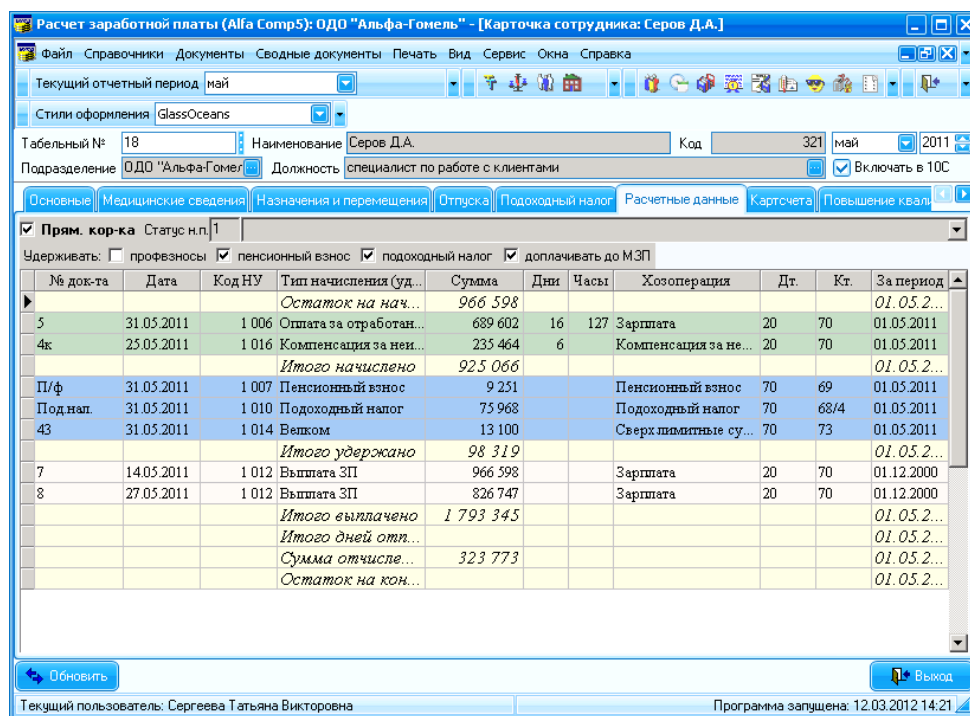 Расчет заработной платы (Alfa Comp5): ОДО "Альфа-Гомель" - [Карточка сотрудника: Серов Д.А.]
Файл Справочники Документы Сводные документы Печать Вид Сервис Окна Справка
Текущий отчетный период май
Стили оформления GlassOceans
Табельный № 18 Наименование Серов Д.А. Код 321 май 2011
Подразделение ОДО "Альфа-Гомел Должность специалист по работе с клиентами Включать в 10С
Основные Медицинские сведения Назначения и перемещения Отпуска Подоходный налог Расчетные данные Картсчета Повышение квали
Прям. кор-ка Статус н.п. 1
Удерживать: профвзносы пенсионный взнос подоходный налог доплачивать до МЗП
№ док-та Дата Код НУ Тип начисления (уд... Сумма Дни Часы Хозоперация Дт. Кт. За период
Остаток на нач... 966 598 01.05.2...
5 31.05.2011 1 006 Оплата за отработан... 689 602 16 127 Зарплата 20 70 01.05.2011
4к 25.05.2011 1 016 Компенсация за неи... 235 464 6 Компенсация за не... 20 70 01.05.2011
Итого начислено 925 066 01.05.2...
П/ф 31.05.2011 1 007 Пенсионный взнос 9 251 Пенсионный взнос 70 69 01.05.2011
Под.нал. 31.05.2011 1 010 Подоходный налог 75 968 Подоходный налог 70 68/4 01.05.2011
43 31.05.2011 1 014 Велком 13 100 Сверхлимитные су... 70 73 01.05.2011
Итого удержано 98 319 01.05.2...
7 14.05.2011 1 012 Выплата ЗП 966 598 Зарплата 20 70 01.12.2000
8 27.05.2011 1 012 Выплата ЗП 826 747 Зарплата 20 70 01.12.2000
Итого выплачено 1 793 345 01.05.2...
Итого дней отп... 01.05.2...
Сумма отчисле... 323 773 01.05.2...
Остаток на кон... 01.05.2...
Обновить Выход
Текущий пользователь: Сергеева Татьяна Викторовна Программа запущена: 12.03.2012 14:21